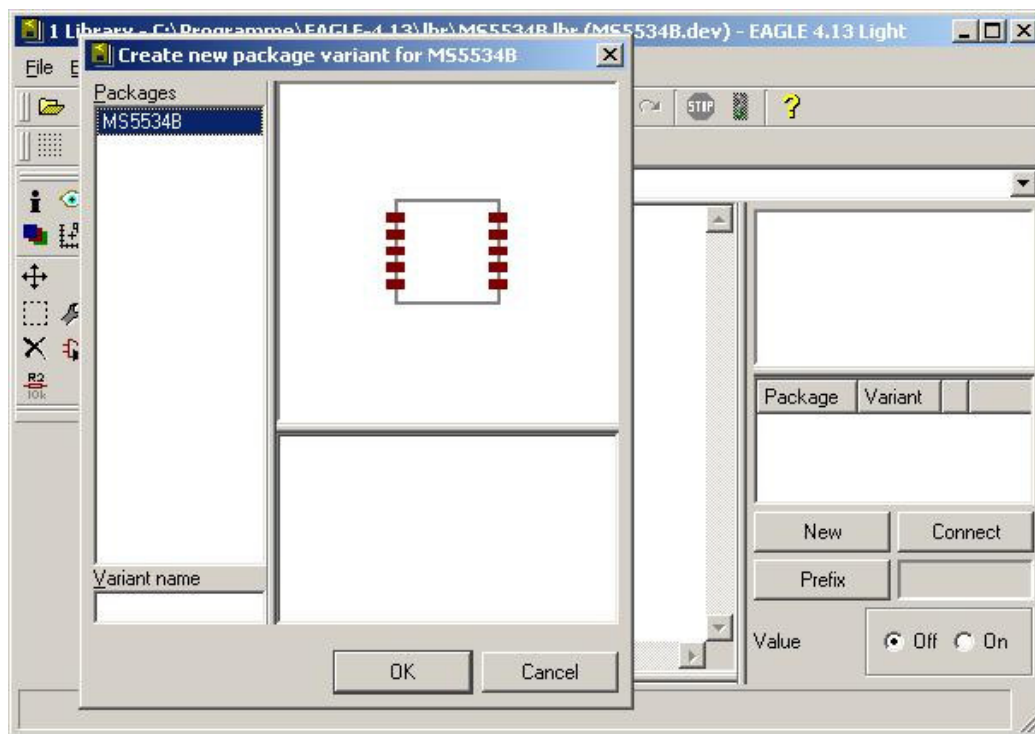 1 Library - C:\Programme\EAGLE-4.13\lbr\MS5534B.lbr (MS5534B.dev) - EAGLE 4.13 Light
Create new package variant for MS5534B
File E
Packages
MS5534B
STOP
?
i
R2
10k
Package Variant
New Connect
Variant name
Prefix
Value Off On
OK Cancel